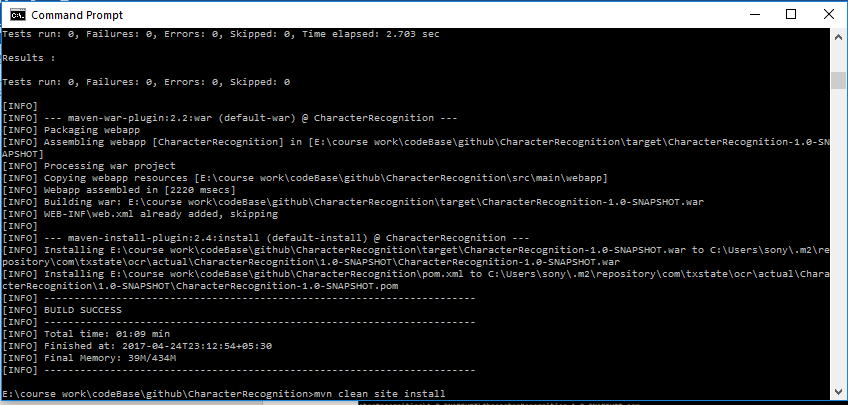 Command Prompt
Tests run: 0, Failures: 0, Errors: 0, Skipped: 0, Time elapsed: 2.703 sec
Results :
Tests run: 0, Failures: 0, Errors: 0, Skipped: 0
[INFO]
[INFO] --- maven-war-plugin:2.2:war (default-war) @ CharacterRecognition ---
[INFO] Packaging webapp
[INFO] Assembling webapp [CharacterRecognition] in [E:\course work\codeBase\github\CharacterRecognition\target\CharacterRecognition-1.0-SN
APSHOT]
[INFO] Processing war project
[INFO] Copying webapp resources [E:\course work\codeBase\github\CharacterRecognition\src\main\webapp]
[INFO] Webapp assembled in [2220 msecs]
[INFO] Building war: E:\course work\codeBase\github\CharacterRecognition\target\CharacterRecognition-1.0-SNAPSHOT.war
[INFO] WEB-INF\web.xml already added, skipping
[INFO]
[INFO] --- maven-install-plugin:2.4:install (default-install) @ CharacterRecognition ---
[INFO] Installing E:\course work\codeBase\github\CharacterRecognition\target\CharacterRecognition-1.0-SNAPSHOT.war to C:\Users\sony\.m2\re
pository\com\txstate\ocr\actual\CharacterRecognition\1.0-SNAPSHOT\CharacterRecognition-1.0-SNAPSHOT.war
[INFO] Installing E:\course work\codeBase\github\CharacterRecognition\pom.xml to C:\Users\sony\.m2\repository\com\txstate\ocr\actual\Chara
cterRecognition\1.0-SNAPSHOT\CharacterRecognition-1.0-SNAPSHOT.pom
[INFO] ------------------------------------------------------------------------
[INFO] BUILD SUCCESS
[INFO] ------------------------------------------------------------------------
[INFO] Total time: 01:09 min
[INFO] Finished at: 2017-04-24T23:12:54+05:30
[INFO] Final Memory: 39M/434M
[INFO] ------------------------------------------------------------------------
E:\course work\codeBase\github\CharacterRecognition>mvn clean site install